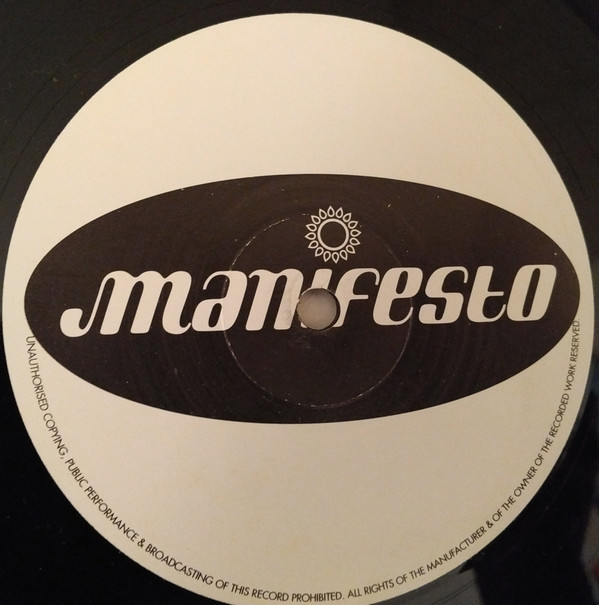 manifesto
UNAUTHORISED COPYING, PUBLIC PERFORMANCE & BROADCASTING OF THIS RECORD PROHIBITED. ALL RIGHTS OF THE MANUFACTURER & OF THE OWNER OF THE RECORDED WORK RESERVED.